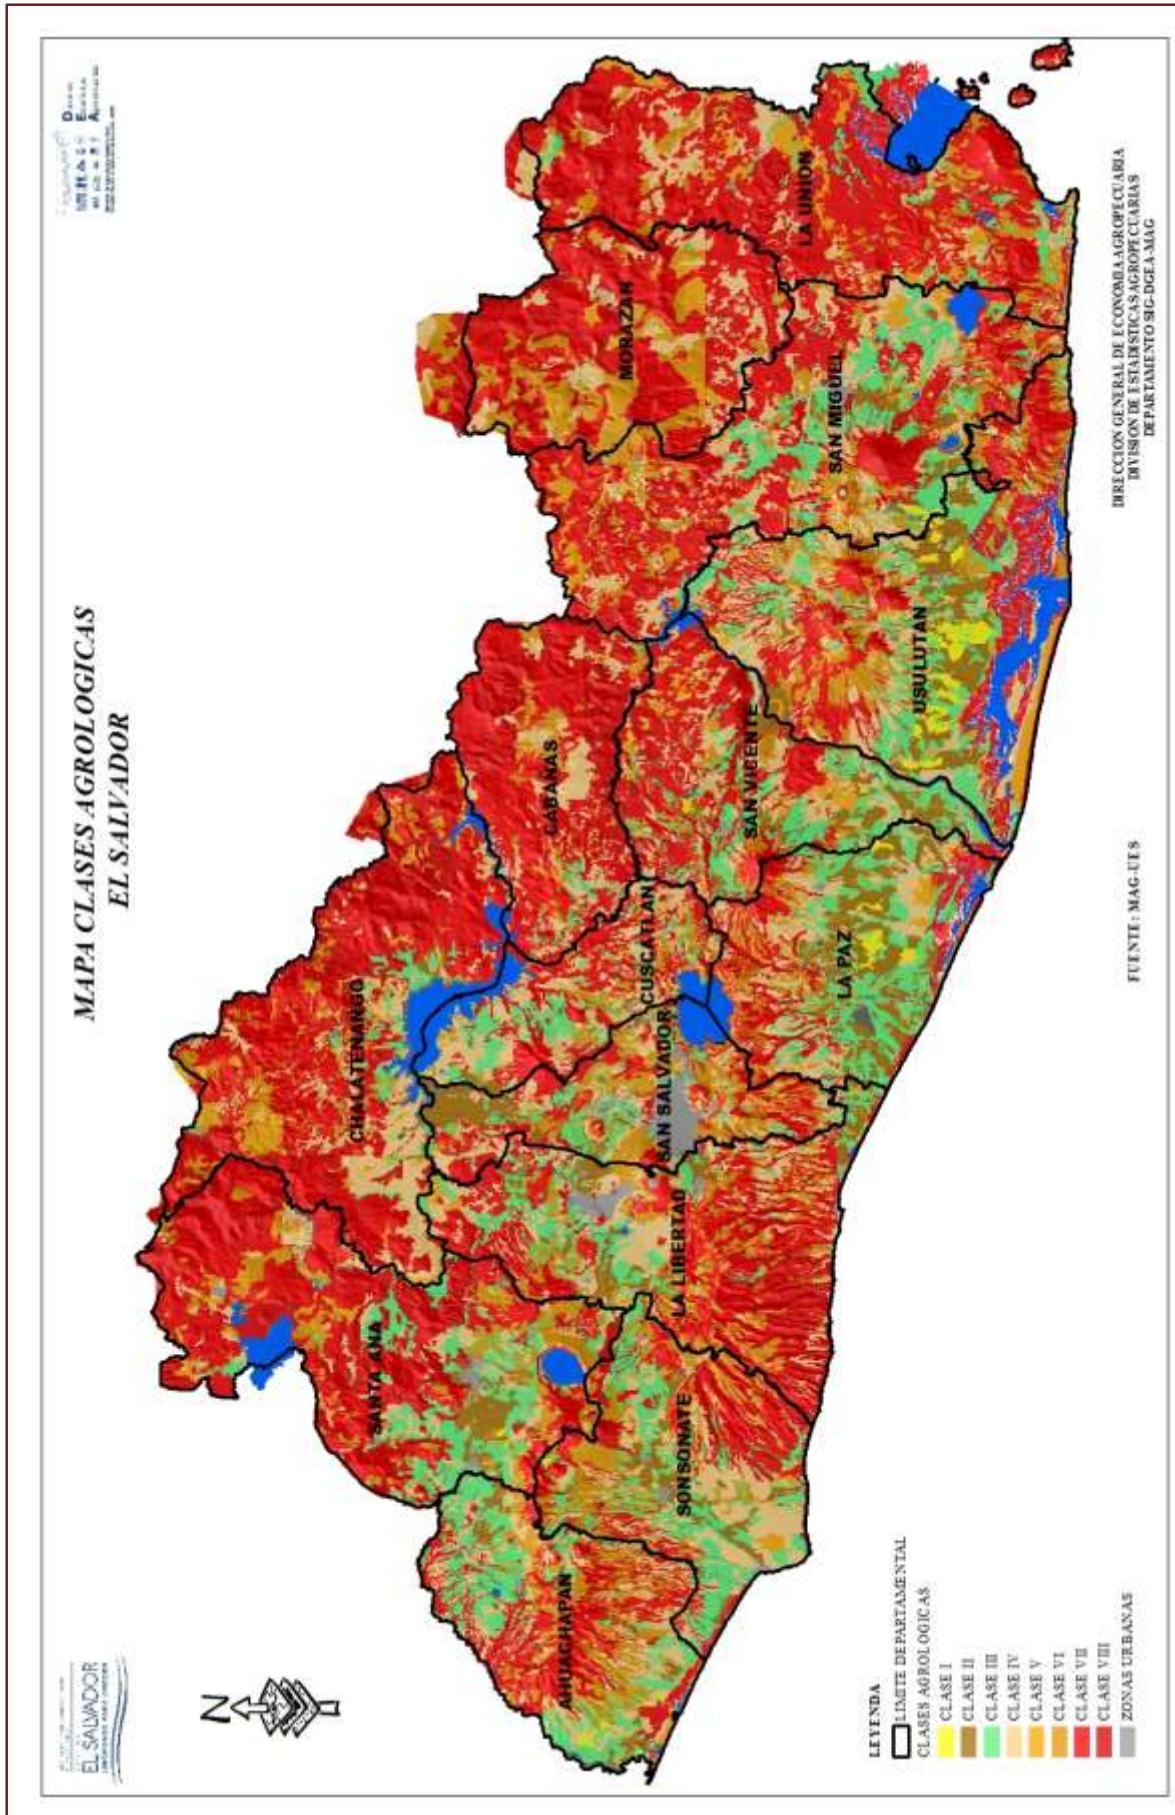 MAPA CLASES AGROLOGICAS
EL SALVADOR
EL SALVADOR
N
CHALATENANGO
SANTA ANA
CABANAS
MORAZAN
LA UNION
AHUACHAPAN
SONSONATE
LA LIBERTAD
SAN SALVADOR
CUSCATLAN
SAN VICENTE
SAN MIGUEL
LA PAZ
USULUTAN
LEYENDA
LIMITE DEPARTAMENTAL
CLASES AGROLOGICAS
CLASE I
CLASE II
CLASE III
CLASE IV
CLASE V
CLASE VI
CLASE VII
CLASE VIII
ZONAS URBANAS
FUENTE: MAG-UES
DIRECCION GENERAL DE ECONOMIA AGROPECUARIA
DIVISION DE ESTADISTICAS AGROPECUARIAS
DEPARTAMENTO SIG-DGEA-MAG